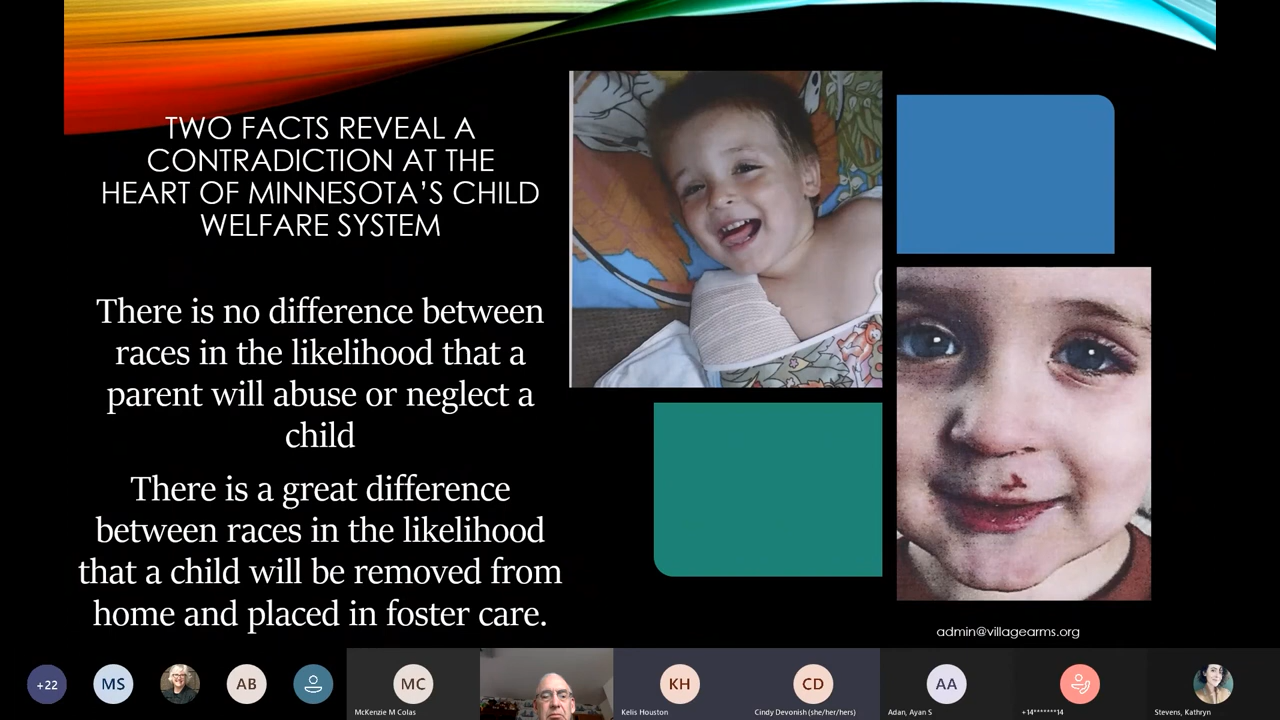 TWO FACTS REVEAL A
CONTRADICTION AT THE
HEART OF MINNESOTA’S CHILD
WELFARE SYSTEM
There is no difference between
races in the likelihood that a
parent will abuse or neglect a
child
There is a great difference
between races in the likelihood
that a child will be removed from
home and placed in foster care.
admin@villagearms.org
+22
MS
AB
MC
KH
CD
AA
McKenzie M Colas
Kelis Houston
Cindy Devonish (she/her/hers)
Adan, Ayan S
+14*******14
Stevens, Kathryn